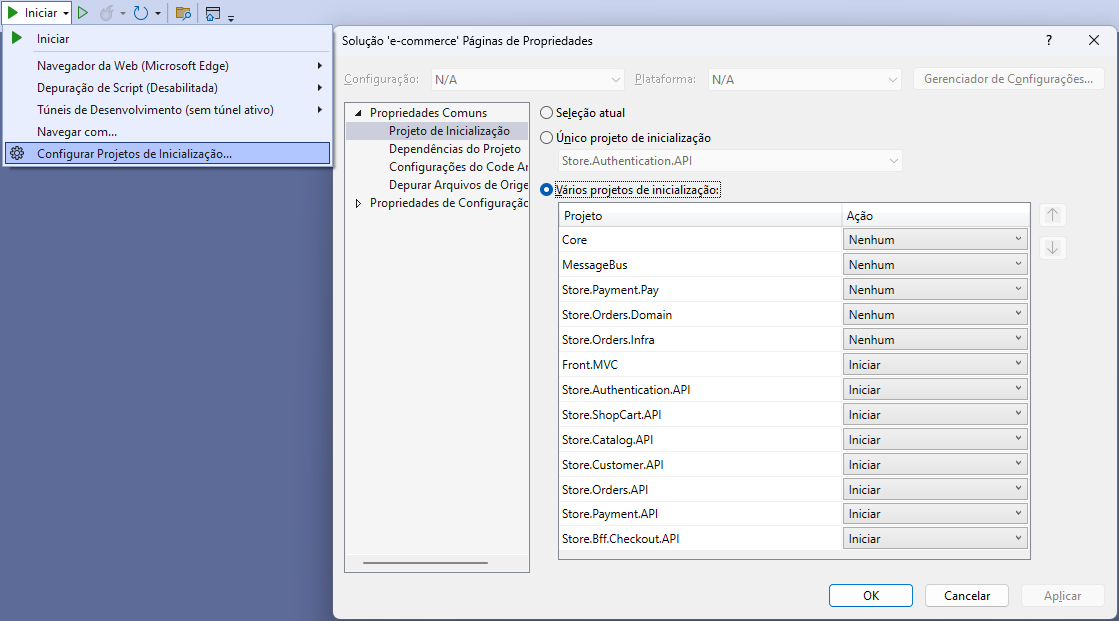 Iniciar
Iniciar
Navegador da Web (Microsoft Edge)
Depuração de Script (Desabilitada)
Túneis de Desenvolvimento (sem túnel ativo)
Navegar com...
Configurar Projetos de Inicialização...
Solução 'e-commerce' Páginas de Propriedades
?
Configuração: N/A Plataforma: N/A Gerenciador de Configurações...
Propriedades Comuns
Projeto de Inicialização
Dependências do Projeto
Configurações do Code Ar
Depurar Arquivos de Orige
Propriedades de Configuração
Seleção atual
Único projeto de inicialização
Store.Authentication.API
Vários projetos de inicialização:
Projeto Ação
Core Nenhum
MessageBus Nenhum
Store.Payment.Pay Nenhum
Store.Orders.Domain Nenhum
Store.Orders.Infra Nenhum
Front.MVC Iniciar
Store.Authentication.API Iniciar
Store.ShopCart.API Iniciar
Store.Catalog.API Iniciar
Store.Customer.API Iniciar
Store.Orders.API Iniciar
Store.Payment.API Iniciar
Store.Bff.Checkout.API Iniciar
OK Cancelar Aplicar